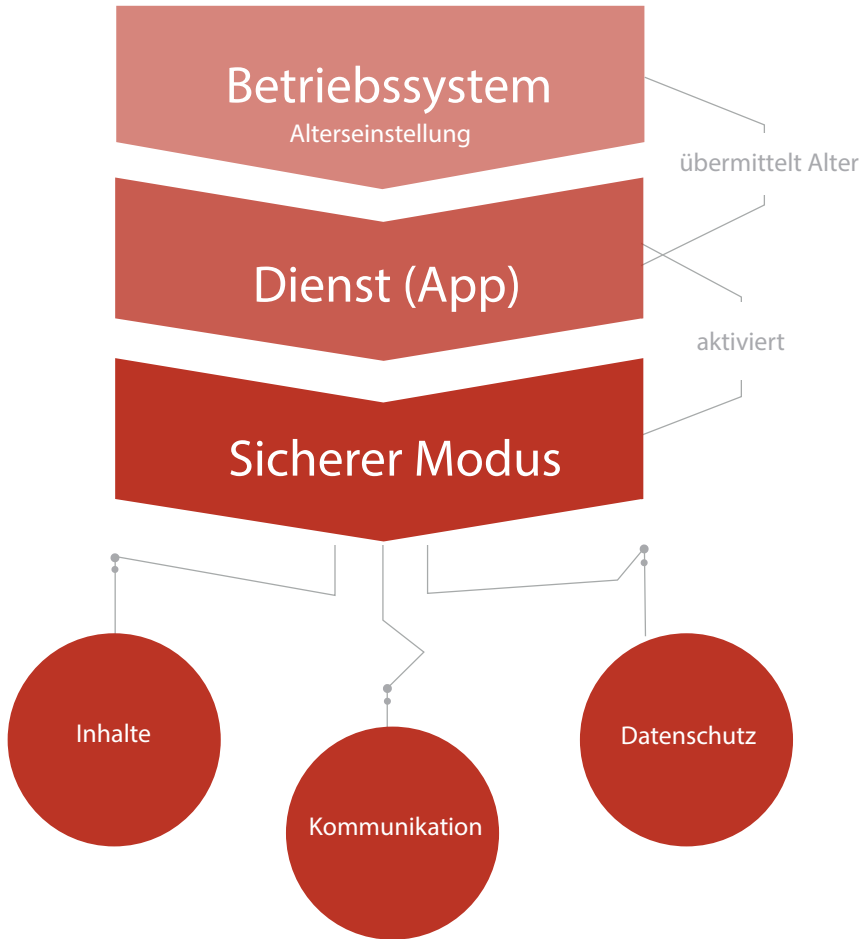 Betriebssystem
Alterseinstellung
übermittelt Alter
Dienst (App)
aktiviert
Sicherer Modus
Inhalte
Datenschutz
Kommunikation